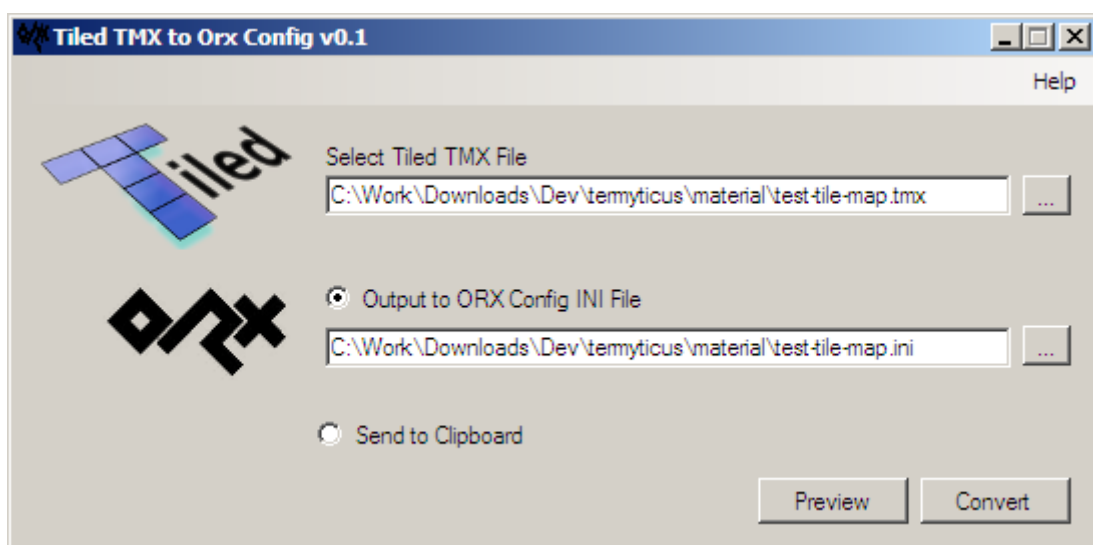 Tiled TMX to Orx Config v0.1
Help
Tiled
Select Tiled TMX File
C:\Work\Downloads\Dev\termyticus\material\test-tile-map.tmx
...
orx
Output to ORX Config INI File
C:\Work\Downloads\Dev\termyticus\material\test-tile-map.ini
...
Send to Clipboard
Preview
Convert